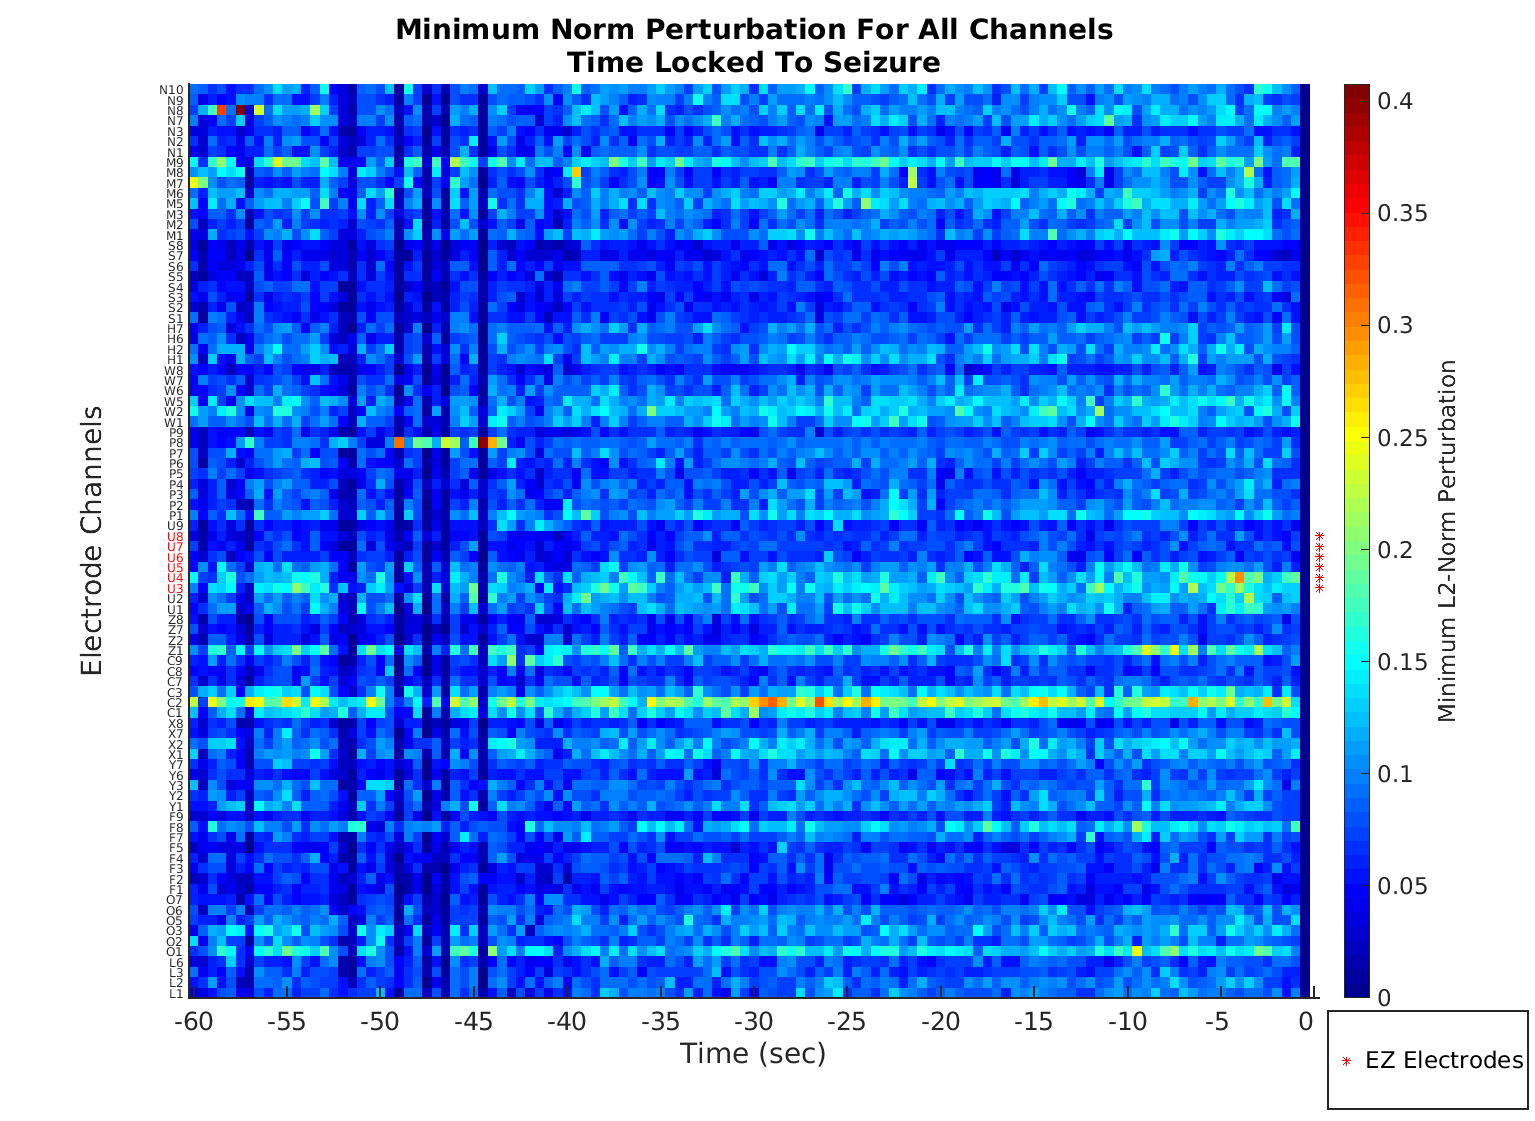 Minimum Norm Perturbation For All Channels
Time Locked To Seizure
Electrode Channels
N10
N9
N8
N7
N3
N2
N1
M9
M8
M7
M6
M5
M3
M2
M1
S8
S7
S6
S5
S4
S3
S2
S1
H7
H6
H2
H1
W8
W7
W6
W5
W2
W1
P9
P8
P7
P6
P5
P4
P3
P2
P1
U9
U8
U7
U6
U5
U4
U3
U2
U1
Z8
Z7
Z2
Z1
C9
C8
C7
C3
C2
C1
X8
X7
X2
X1
Y7
Y6
Y3
Y2
Y1
F9
F8
F7
F5
F4
F3
F2
F1
O7
O6
O5
O3
O2
O1
L6
L3
L2
L1
-60 -55 -50 -45 -40 -35 -30 -25 -20 -15 -10 -5 0
Time (sec)
0.4
0.35
0.3
0.25
0.2
0.15
0.1
0.05
0
Minimum L2-Norm Perturbation
EZ Electrodes